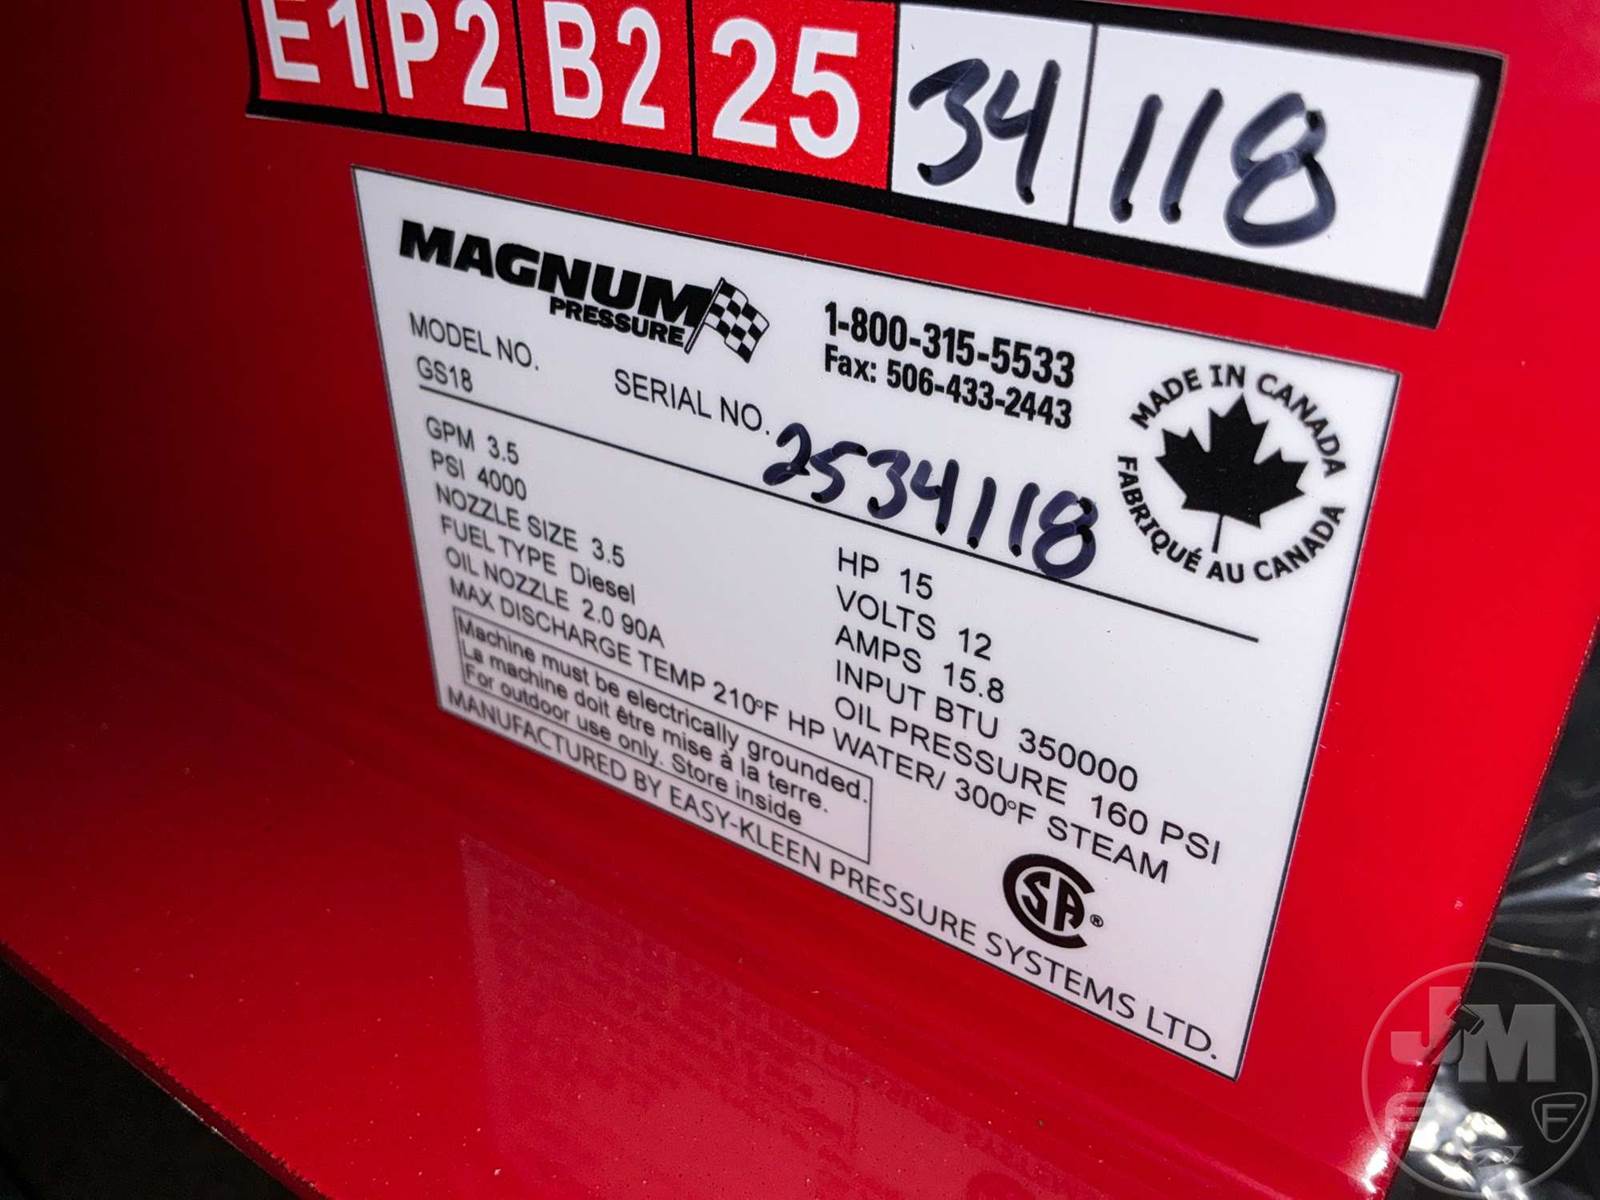 E1 P2 B2 25 34 118
MAGNUM
PRESSURE
1-800-315-5533
Fax: 506-433-2443
MODEL NO.
GS18
SERIAL NO. 2534118
MADE IN CANADA
FABRIQUÉ AU CANADA
GPM 3.5
PSI 4000
NOZZLE SIZE 3.5
FUEL TYPE Diesel
OIL NOZZLE 2.0 90A
HP 15
VOLTS 12
AMPS 15.8
INPUT BTU 350000
OIL PRESSURE 160 PSI
MAX DISCHARGE TEMP 210°F HP WATER/ 300°F STEAM
Machine must be electrically grounded.
La machine doit être mise à la terre.
For outdoor use only. Store inside
CSA®
MANUFACTURED BY EASY-KLEEN PRESSURE SYSTEMS LTD.
JM
E F